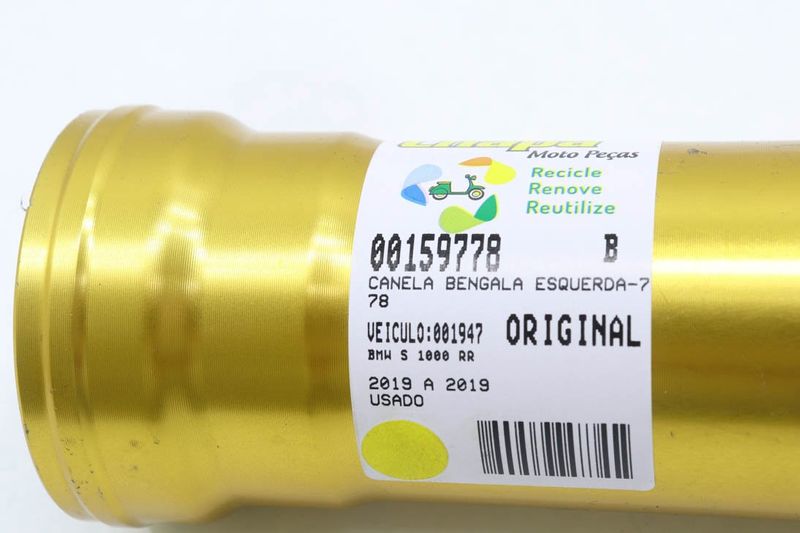 Moto Peças
Recicle
Renove
Reutilize
00159778 B
CANELA BENGALA ESQUERDA-7
78
VEICULO:001947 ORIGINAL
BMW S 1000 RR
2019 A 2019
USADO